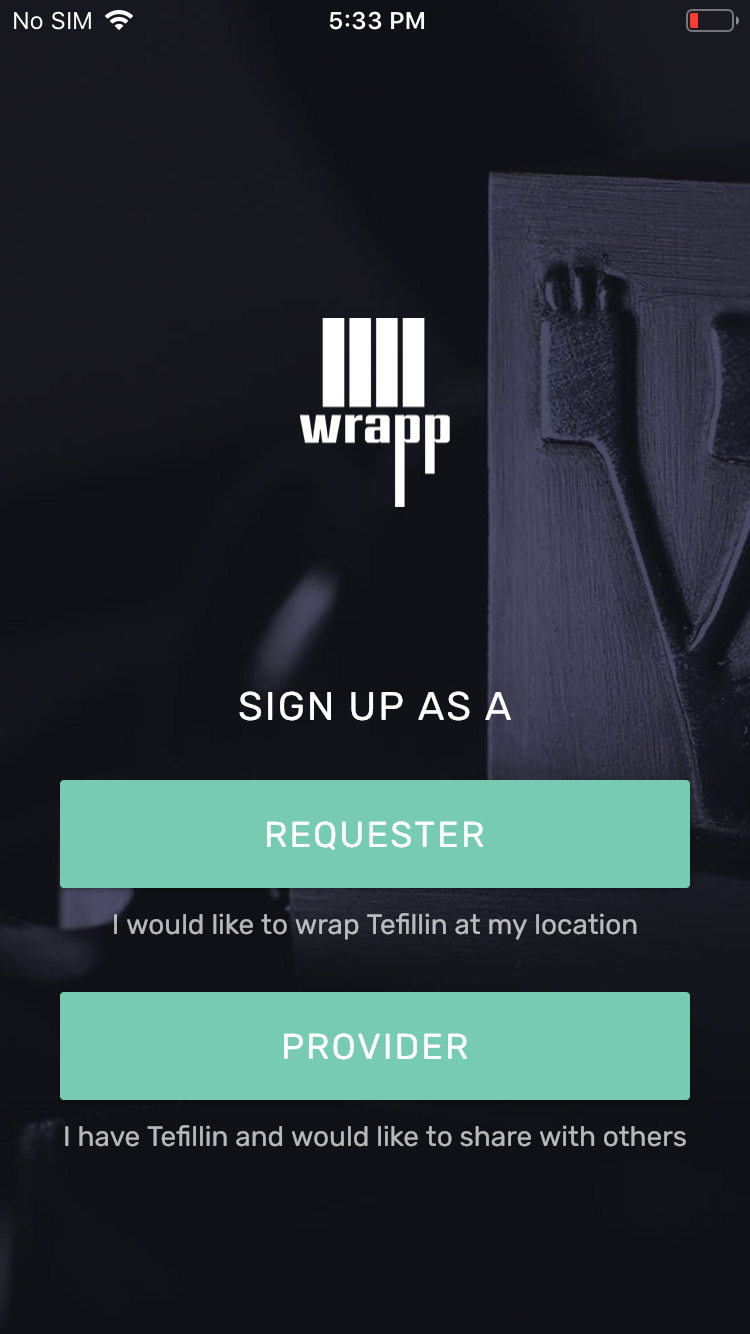 No SIM 5:33 PM
wrapp
SIGN UP AS A
REQUESTER
I would like to wrap Tefillin at my location
PROVIDER
I have Tefillin and would like to share with others